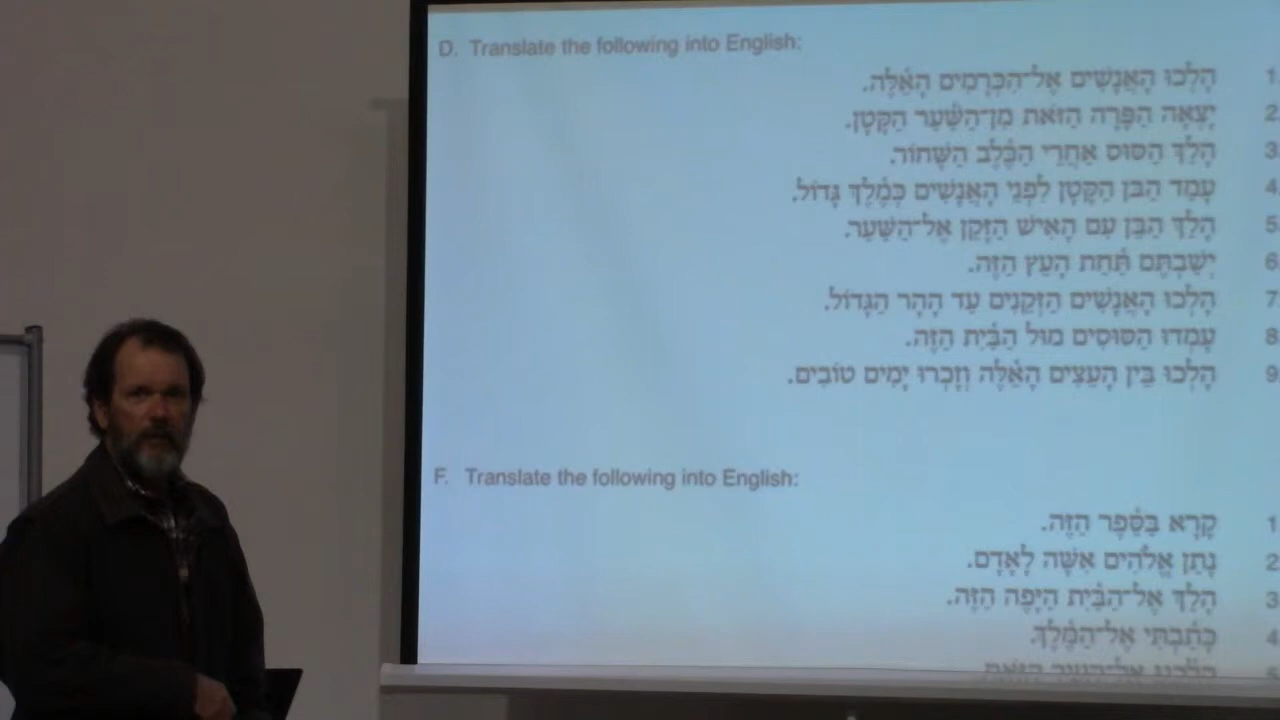 D. Translate the following into English:
הָלְכוּ הָאֲנָשִׁים אֶל־הַכְּרָמִים הָאֵ֫לֶּה. 1.
יָצְאָה הַפָּרָה הַזֹּאת מִן־הַשַּׁ֫עַר הַקָּטָן. 2.
הָלַךְ הַסּוּס אַחֲרֵי הַכֶּ֫לֶב הַשָּׁחוֹר. 3.
עָמַד הַבֵּן הַקָּטָן לִפְנֵי הָאֲנָשִׁים כְּמֶ֫לֶךְ גָּדוֹל. 4.
הָלַךְ הַבֵּן עִם הָאִישׁ הַזָּקֵן אֶל־הַשַּׁ֫עַר. 5.
יְשַׁבְתֶּם תַּ֫חַת הָעֵץ הַזֶּה. 6.
הָלְכוּ הָאֲנָשִׁים הַזְּקֵנִים עַד הָהָר הַגָּדוֹל. 7.
עָמְדוּ הַסּוּסִים מוּל הַבַּ֫יִת הַזֶּה. 8.
הָלְכוּ בֵּין הָעֵצִים הָאֵ֫לֶּה וְזָכְרוּ יָמִים טוֹבִים. 9.
F. Translate the following into English:
קָרָא בַּסֵּ֫פֶר הַזֶּה. 1.
נָתַן אֱלֹהִים אִשָּׁה לָאָדָם. 2.
הָלַךְ אֶל־הַבַּ֫יִת הַיָּפֶה הַזֶּה. 3.
כָּתַ֫בְתִּי אֶל־הַמֶּ֫לֶךְ. 4.